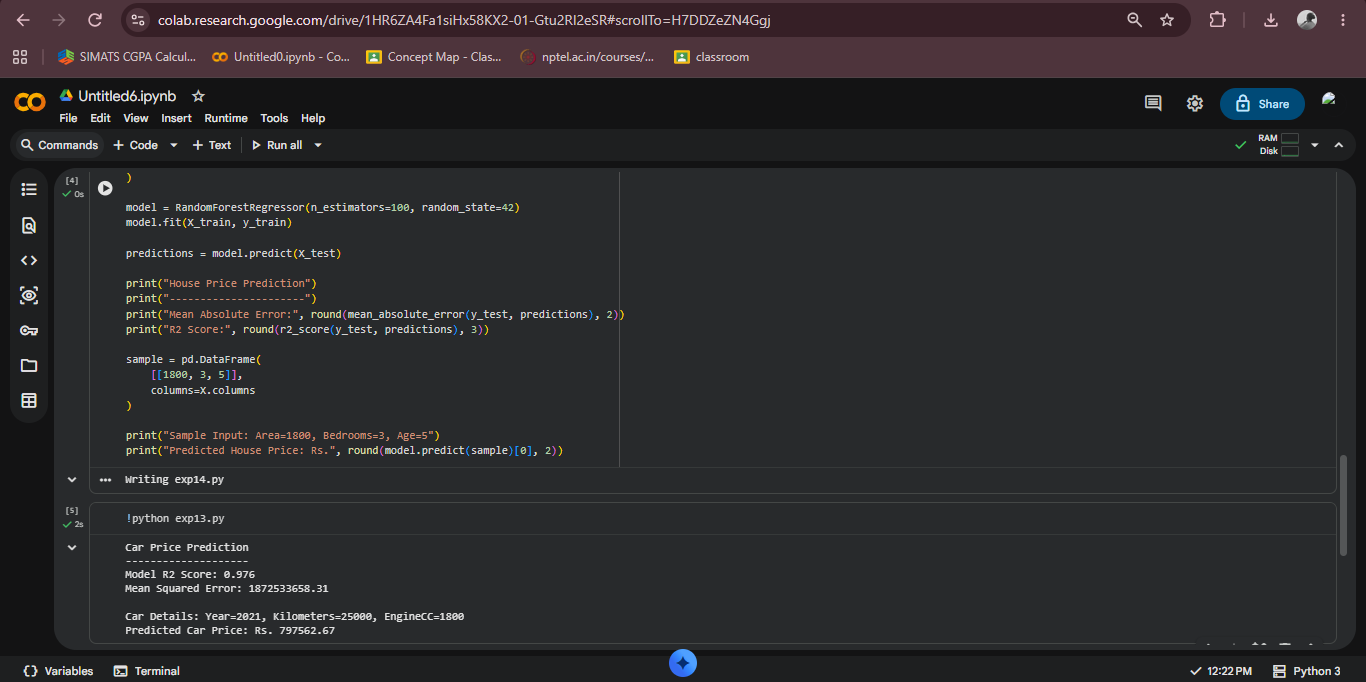 colab.research.google.com/drive/1HR6ZA4Fa1siHx58KX2-01-Gtu2RI2eSR#scrollTo=H7DDZeZN4Ggj
SIMATS CGPA Calcul... Untitled0.ipynb - Co... Concept Map - Clas... nptel.ac.in/courses/... classroom
Untitled6.ipynb
File Edit View Insert Runtime Tools Help
Share
Commands + Code + Text Run all
RAM
Disk
[4]
0s
)
model = RandomForestRegressor(n_estimators=100, random_state=42)
model.fit(X_train, y_train)
predictions = model.predict(X_test)
print("House Price Prediction")
print("----------------------")
print("Mean Absolute Error:", round(mean_absolute_error(y_test, predictions), 2))
print("R2 Score:", round(r2_score(y_test, predictions), 3))
sample = pd.DataFrame(
[[1800, 3, 5]],
columns=X.columns
)
print("Sample Input: Area=1800, Bedrooms=3, Age=5")
print("Predicted House Price: Rs.", round(model.predict(sample)[0], 2))
Writing exp14.py
[5]
2s
!python exp13.py
Car Price Prediction
--------------------
Model R2 Score: 0.976
Mean Squared Error: 1872533658.31
Car Details: Year=2021, Kilometers=25000, EngineCC=1800
Predicted Car Price: Rs. 797562.67
Variables Terminal
12:22 PM Python 3